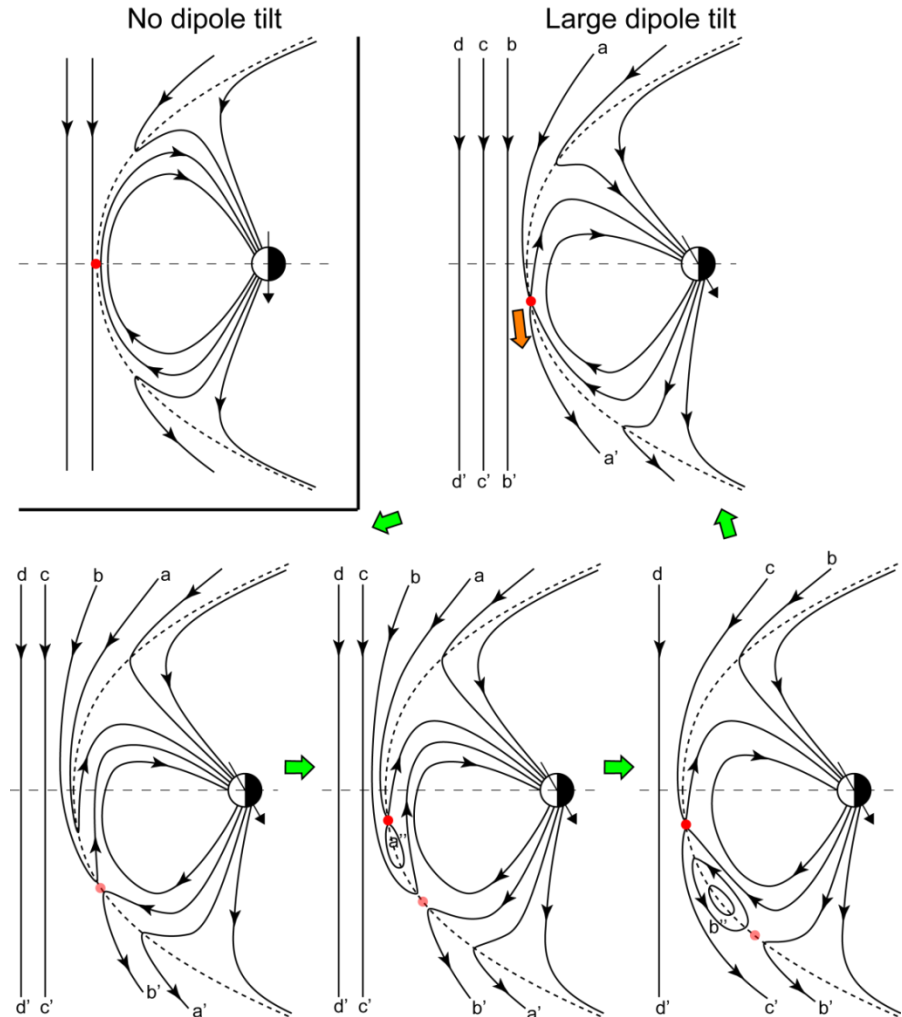 No dipole tilt
Large dipole tilt
d c b a
a'
d' c' b'
d c b a
b' a'
d' c'
d c b a
b''
b' a'
d' c'
d c b
b''
d' c' b'